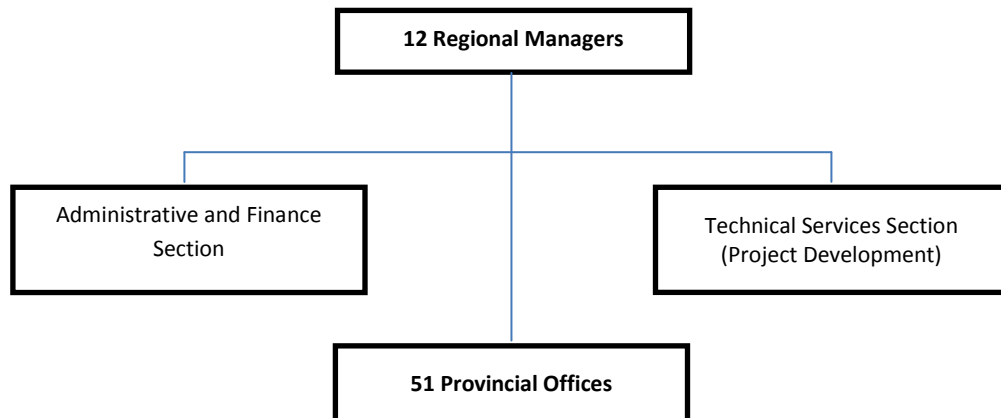 12 Regional Managers
Administrative and Finance
Section
Technical Services Section
(Project Development)
51 Provincial Offices